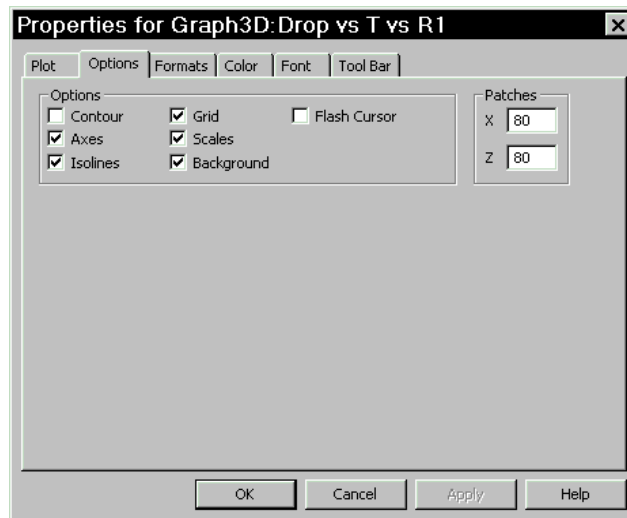 Properties for Graph3D:Drop vs T vs R1
Plot Options Formats Color Font Tool Bar
Options Patches
Contour Grid Flash Cursor X 80
Axes Scales
Isolines Background Z 80
OK Cancel Apply Help